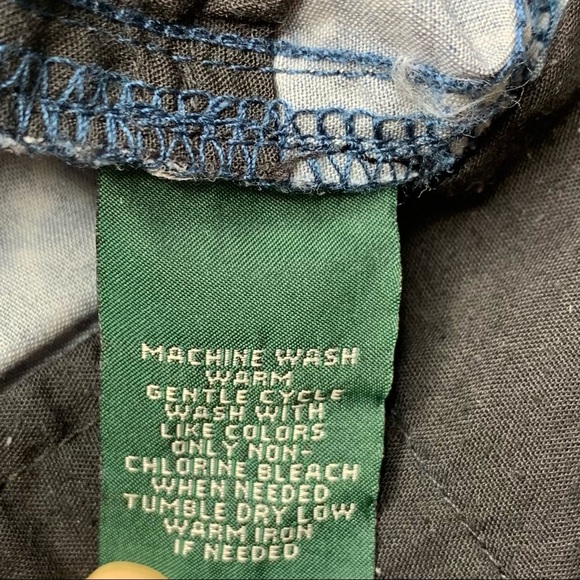 MACHINE WASH
WARM
GENTLE CYCLE
WASH WITH
LIKE COLORS
ONLY NON-
CHLORINE BLEACH
WHEN NEEDED
TUMBLE DRY LOW
WARM IRON
IF NEEDED